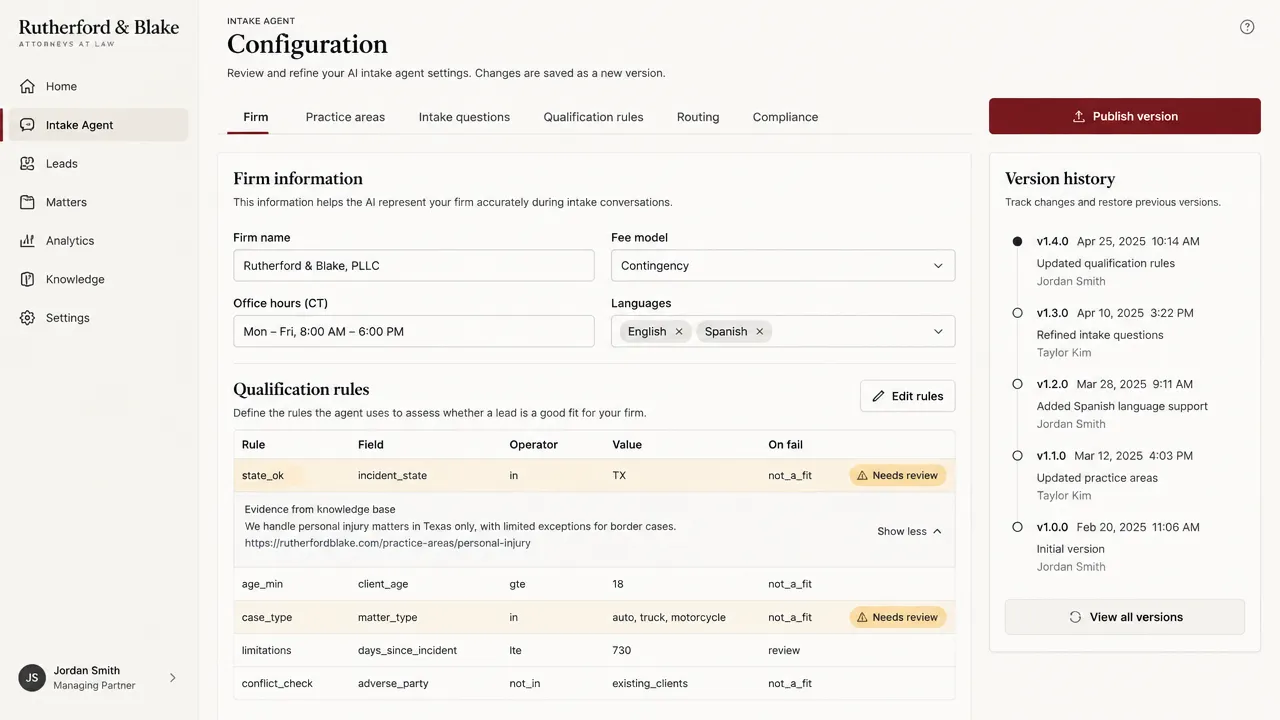 Rutherford & Blake
ATTORNEYS AT LAW
Home
Intake Agent
Leads
Matters
Analytics
Knowledge
Settings
JS
Jordan Smith
Managing Partner
INTAKE AGENT
Configuration
Review and refine your AI intake agent settings. Changes are saved as a new version.
?
Firm
Practice areas
Intake questions
Qualification rules
Routing
Compliance
Publish version
Firm information
This information helps the AI represent your firm accurately during intake conversations.
Firm name
Rutherford & Blake, PLLC
Fee model
Contingency
Office hours (CT)
Mon – Fri, 8:00 AM – 6:00 PM
Languages
English ×
Spanish ×
Qualification rules
Define the rules the agent uses to assess whether a lead is a good fit for your firm.
Edit rules
Rule Field Operator Value On fail
state_ok incident_state in TX not_a_fit Needs review
Evidence from knowledge base
We handle personal injury matters in Texas only, with limited exceptions for border cases.
https://rutherfordblake.com/practice-areas/personal-injury
Show less
age_min client_age gte 18 not_a_fit
case_type matter_type in auto, truck, motorcycle not_a_fit Needs review
limitations days_since_incident lte 730 review
conflict_check adverse_party not_in existing_clients not_a_fit
Version history
Track changes and restore previous versions.
v1.4.0 Apr 25, 2025 10:14 AM
Updated qualification rules
Jordan Smith
v1.3.0 Apr 10, 2025 3:22 PM
Refined intake questions
Taylor Kim
v1.2.0 Mar 28, 2025 9:11 AM
Added Spanish language support
Jordan Smith
v1.1.0 Mar 12, 2025 4:03 PM
Updated practice areas
Taylor Kim
v1.0.0 Feb 20, 2025 11:06 AM
Initial version
Jordan Smith
View all versions